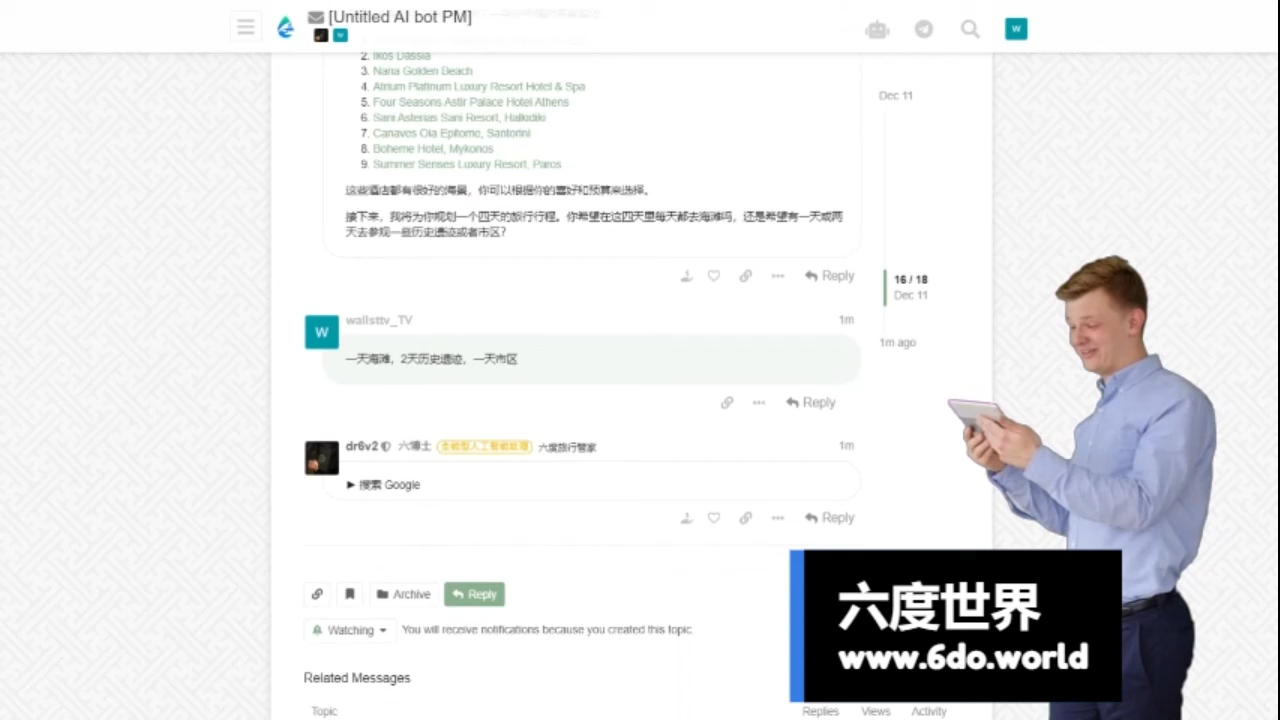 [Untitled AI bot PM]
W
W
2. Ikos Dassia
3. Nana Golden Beach
4. Atrium Platinum Luxury Resort Hotel & Spa
5. Four Seasons Astir Palace Hotel Athens
6. Sani Asterias Sani Resort, Halkidiki
7. Canaves Oia Epitome, Santorini
8. Boheme Hotel, Mykonos
9. Summer Senses Luxury Resort, Paros
这些酒店都有很好的海景，你可以根据你的喜好和预算来选择。
接下来，我将为你规划一个四天的旅行行程。你希望在这四天里每天都去海滩吗，还是希望有一天或两
天去参观一些历史遗迹或者市区？
Reply
Dec 11
16 / 18
Dec 11
1m ago
W
wallsttv_TV
1m
一天海滩，2天历史遗迹，一天市区
Reply
dr6v2 六博士 全能型人工智能助理 六度旅行管家
1m
▶ 搜索 Google
Reply
Archive
Reply
Watching
You will receive notifications because you created this topic.
Related Messages
Topic
Replies
Views
Activity
六度世界
www.6do.world